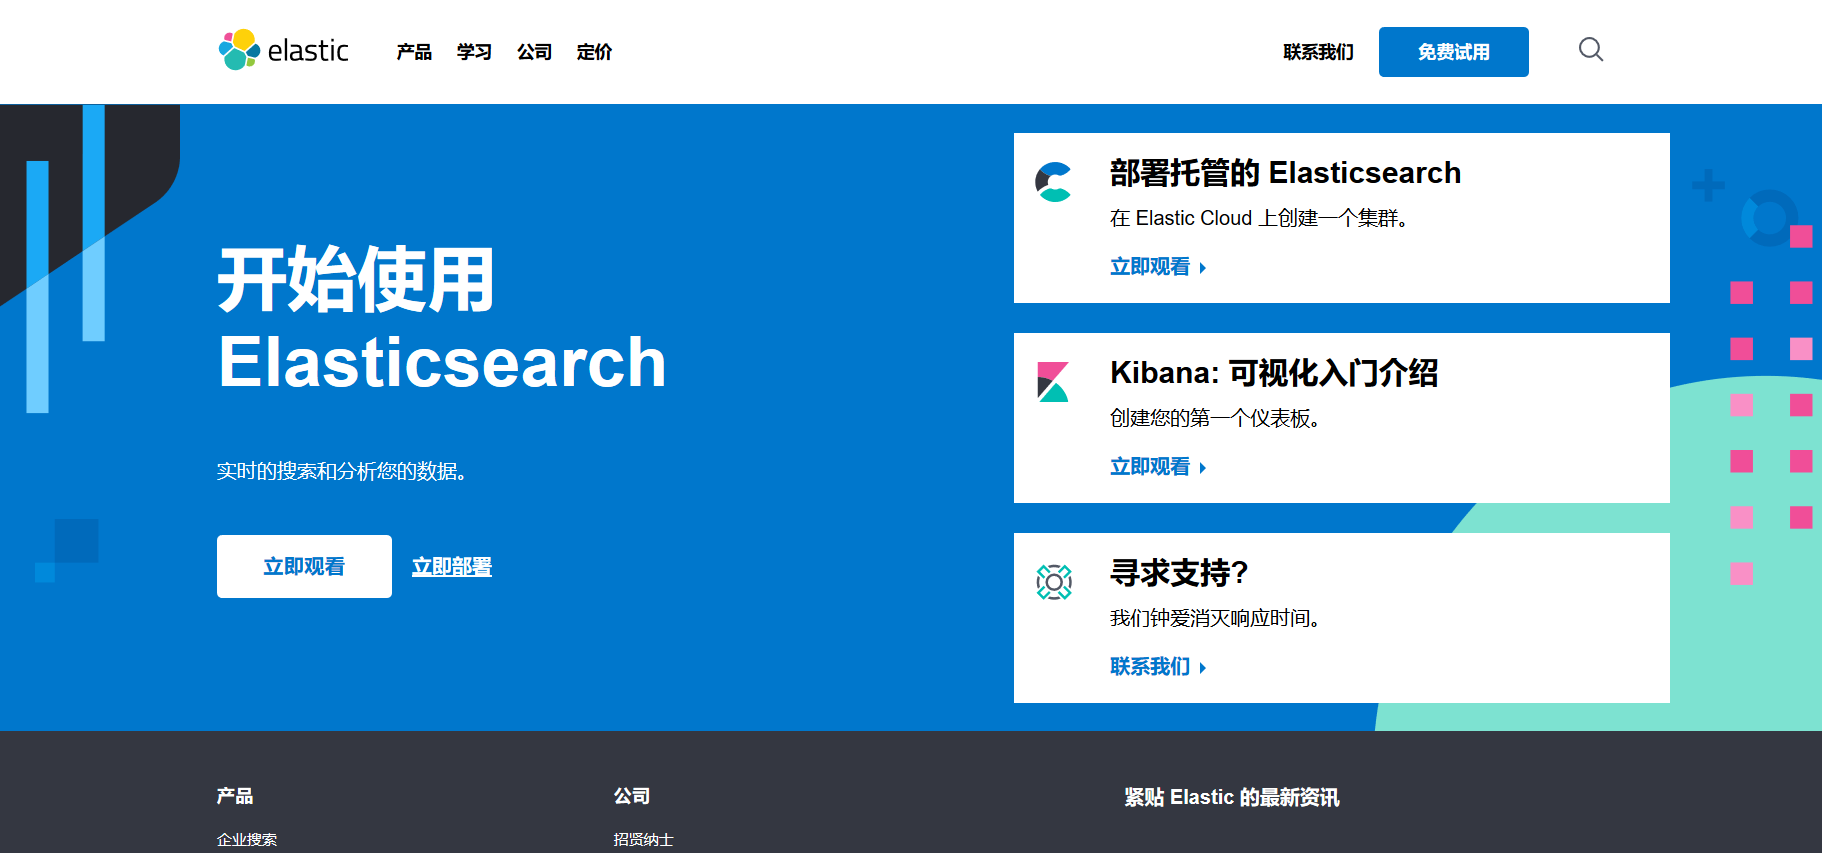 elastic
产品 学习 公司 定价
联系我们 免费试用
开始使用
Elasticsearch
实时的搜索和分析您的数据。
立即观看 立即部署
部署托管的 Elasticsearch
在 Elastic Cloud 上创建一个集群。
立即观看
Kibana: 可视化入门介绍
创建您的第一个仪表板。
立即观看
寻求支持?
我们钟爱消灭响应时间。
联系我们
产品
企业搜索
公司
招贤纳士
紧贴 Elastic 的最新资讯